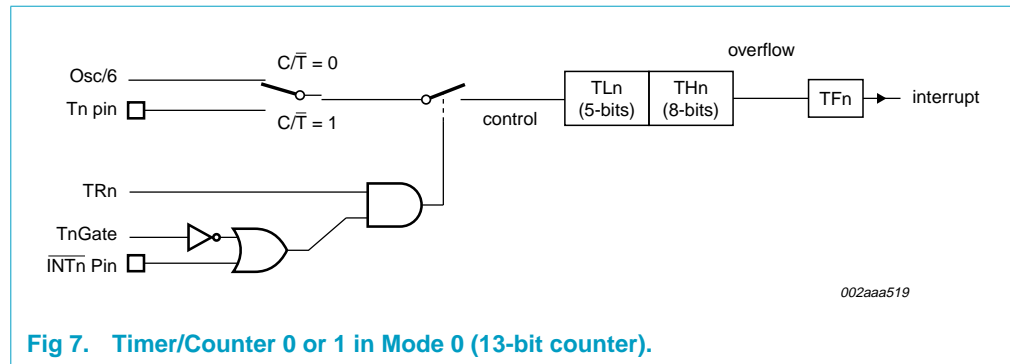 overflow
C/T̅ = 0
Osc/6
TLn
(5-bits)
THn
(8-bits)
TFn
interrupt
Tn pin
C/T̅ = 1
control
TRn
TnGate
I̅N̅T̅n̅ Pin
002aaa519
Fig 7. Timer/Counter 0 or 1 in Mode 0 (13-bit counter).